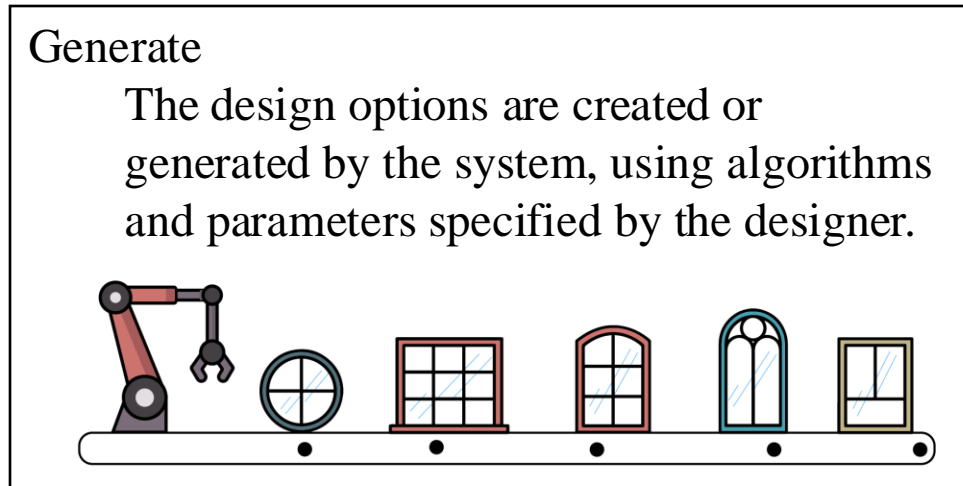 Generate
The design options are created or
generated by the system, using algorithms
and parameters specified by the designer.